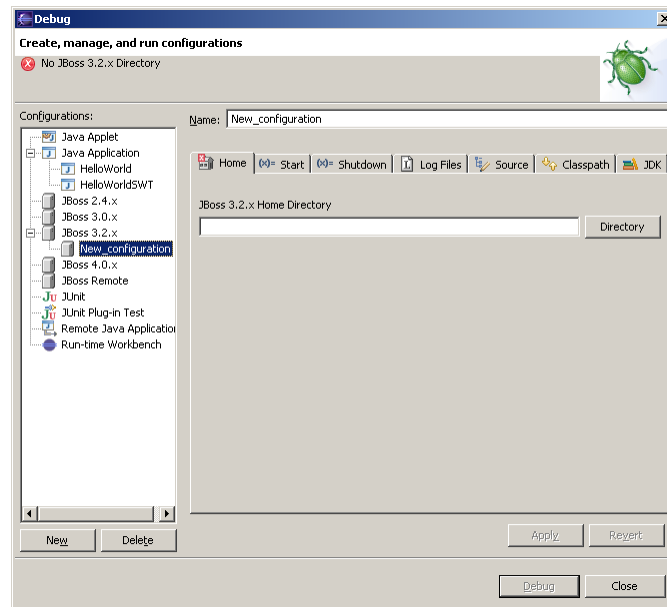 Debug
Create, manage, and run configurations
No JBoss 3.2.x Directory
Configurations:
Java Applet
Java Application
HelloWorld
HelloWorldSWT
JBoss 2.4.x
JBoss 3.0.x
JBoss 3.2.x
New_configuration
JBoss 4.0.x
JBoss Remote
JUnit
JUnit Plug-in Test
Remote Java Applicatio
Run-time Workbench
New Delete
Name: New_configuration
Home Start Shutdown Log Files Source Classpath JDK
JBoss 3.2.x Home Directory
Directory
Apply Revert
Debug Close